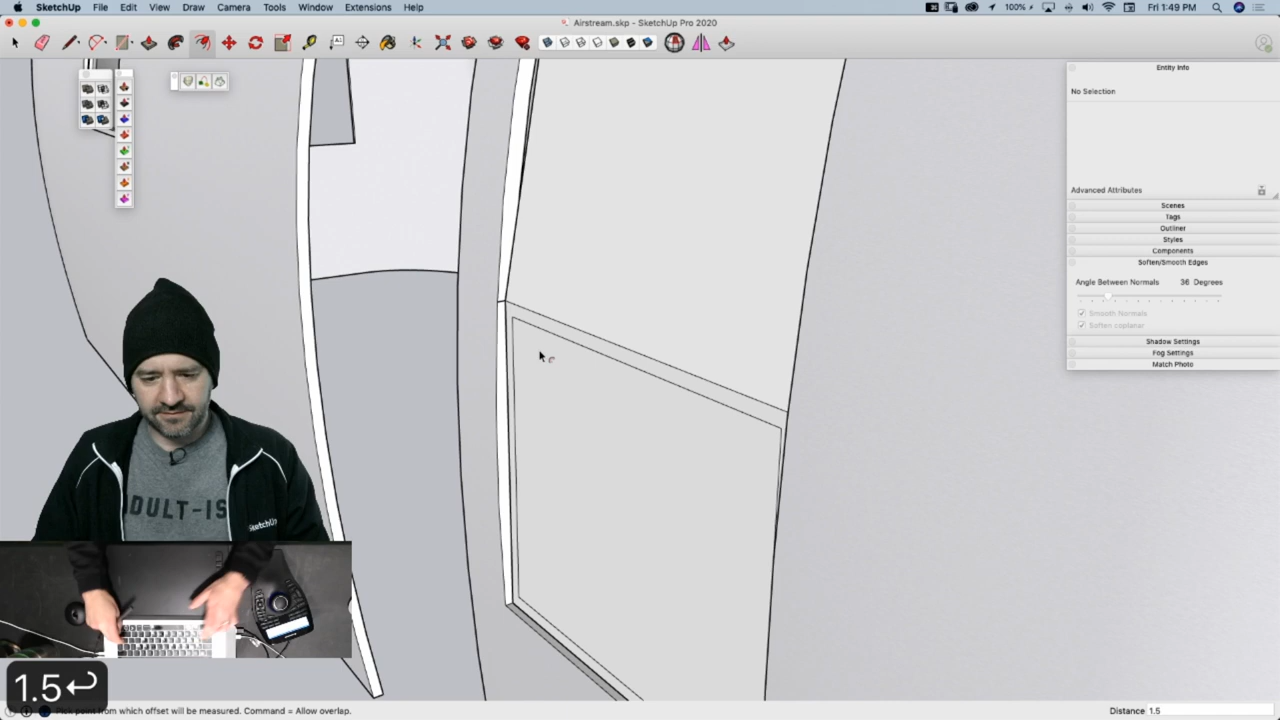 SketchUp File Edit View Camera Draw Tools Window Extensions Help
100% Fri 1:49 PM
Airstream.skp - SketchUp Pro 2020
Entity Info
No Selection
Advanced Attributes
Scenes
Tags
Outliner
Styles
Components
Soften/Smooth Edges
Angle Between Normals 36 Degrees
Smooth Normals
Soften coplanar
Shadow Settings
Fog Settings
Match Photo
DULT-IS
SketchUp
1.5↩
Pick point from which offset will be measured. Command = Allow overlap.
Distance 1.5